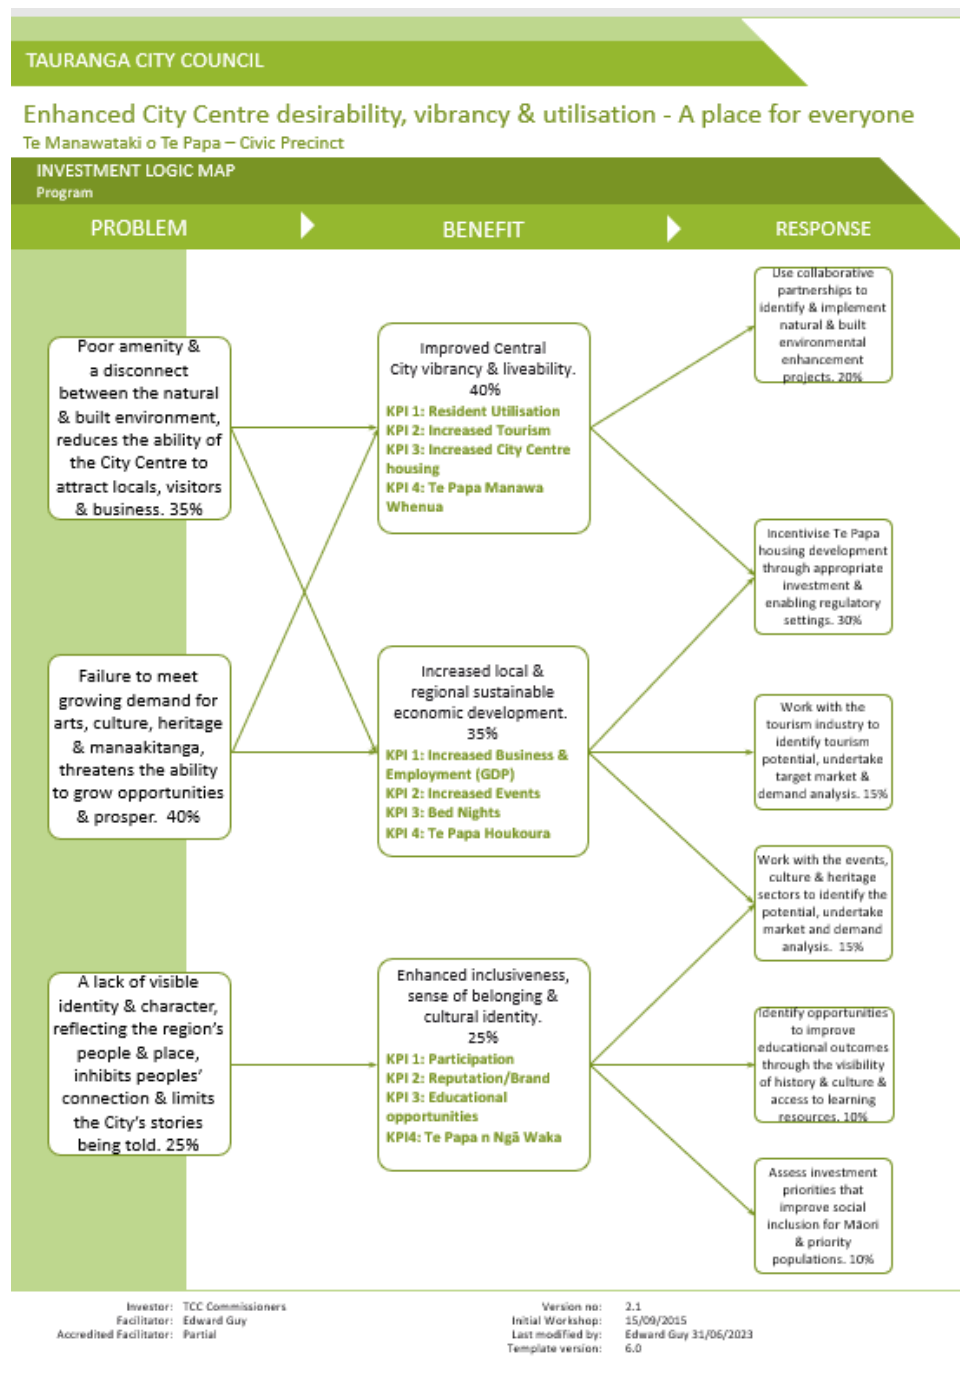 TAURANGA CITY COUNCIL
Enhanced City Centre desirability, vibrancy & utilisation - A place for everyone
Te Manawataki o Te Papa – Civic Precinct
INVESTMENT LOGIC MAP
Program
PROBLEM
BENEFIT
RESPONSE
Poor amenity &
a disconnect
between the natural
& built environment,
reduces the ability of
the City Centre to
attract locals, visitors
& business. 35%
Failure to meet
growing demand for
arts, culture, heritage
& manaakitanga,
threatens the ability
to grow opportunities
& prosper. 40%
A lack of visible
identity & character,
reflecting the region's
people & place,
inhibits peoples'
connection & limits
the City's stories
being told. 25%
Improved Central
City vibrancy & liveability.
40%
KPI 1: Resident Utilisation
KPI 2: Increased Tourism
KPI 3: Increased City Centre
housing
KPI 4: Te Papa Manawa
Whenua
Increased local &
regional sustainable
economic development.
35%
KPI 1: Increased Business &
Employment (GDP)
KPI 2: Increased Events
KPI 3: Bed Nights
KPI 4: Te Papa Houkoura
Enhanced inclusiveness,
sense of belonging &
cultural identity.
25%
KPI 1: Participation
KPI 2: Reputation/Brand
KPI 3: Educational
opportunities
KPI4: Te Papa n Ngā Waka
Use collaborative
partnerships to
identify & implement
natural & built
environmental
enhancement
projects. 20%
Incentivise Te Papa
housing development
through appropriate
investment &
enabling regulatory
settings. 30%
Work with the
tourism industry to
identify tourism
potential, undertake
target market &
demand analysis. 15%
Work with the events,
culture & heritage
sectors to identify the
potential, undertake
market and demand
analysis. 15%
Identify opportunities
to improve
educational outcomes
through the visibility
of history & culture &
access to learning
resources. 10%
Assess investment
priorities that
improve social
inclusion for Māori
& priority
populations. 10%
Investor: TCC Commissioners
Facilitator: Edward Guy
Accredited Facilitator: Partial
Version no: 2.1
Initial Workshop: 15/09/2015
Last modified by: Edward Guy 31/06/2023
Template version: 6.0